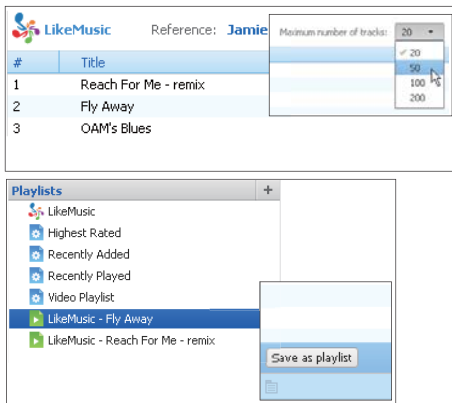 LikeMusic Reference: Jamie
Maximum number of tracks: 20
20
50
100
200
# Title
1 Reach For Me - remix
2 Fly Away
3 OAM's Blues
Playlists +
LikeMusic
Highest Rated
Recently Added
Recently Played
Video Playlist
LikeMusic - Fly Away
LikeMusic - Reach For Me - remix
Save as playlist